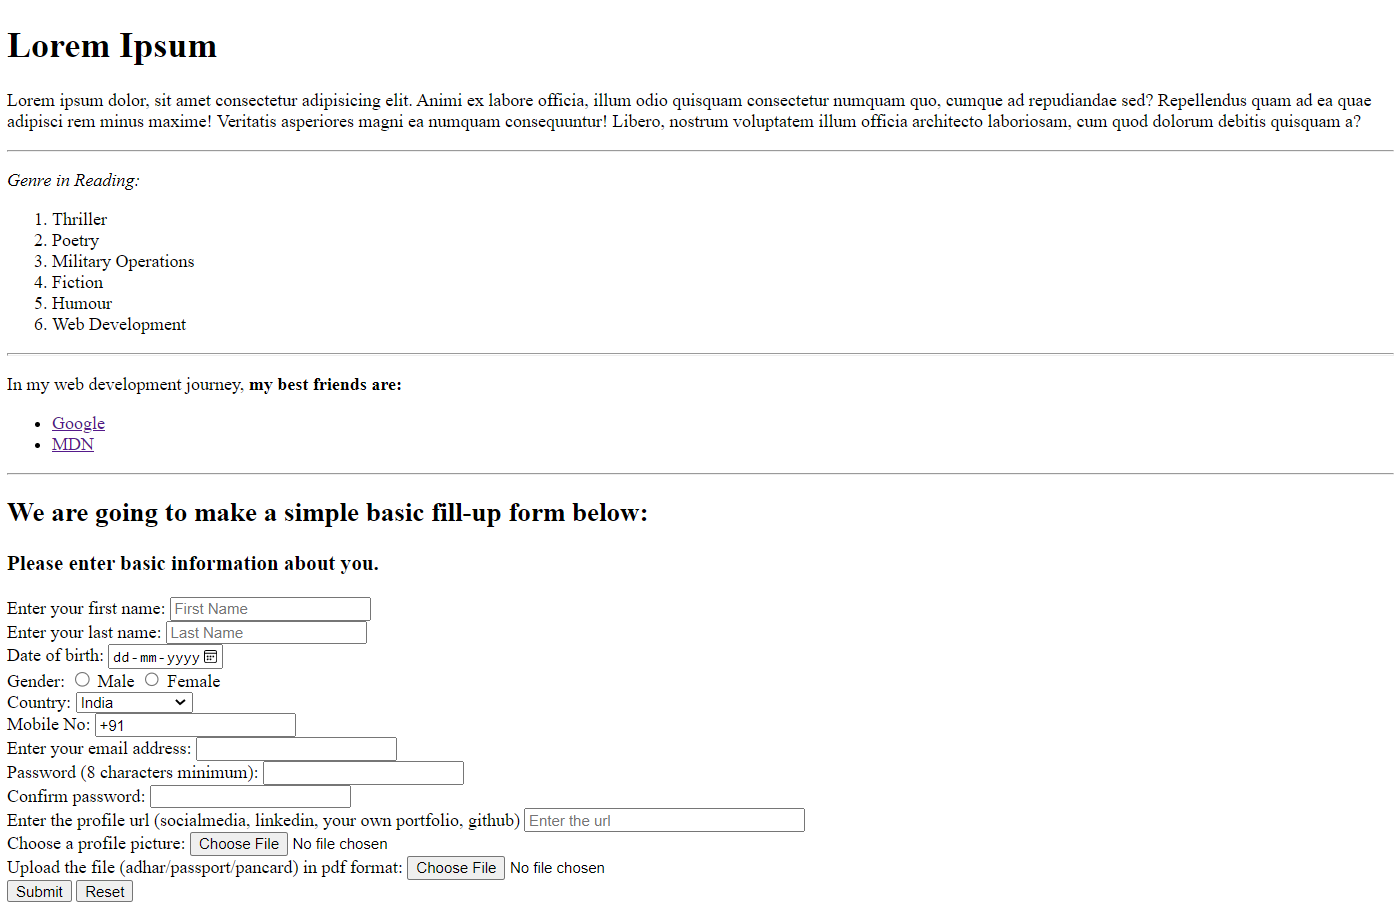 Lorem Ipsum
Lorem ipsum dolor, sit amet consectetur adipisicing elit. Animi ex labore officia, illum odio quisquam consectetur numquam quo, cumque ad repudiandae sed? Repellendus quam ad ea quae
adipisci rem minus maxime! Veritatis asperiores magni ea numquam consequuntur! Libero, nostrum voluptatem illum officia architecto laboriosam, cum quod dolorum debitis quisquam a?
Genre in Reading:
1. Thriller
2. Poetry
3. Military Operations
4. Fiction
5. Humour
6. Web Development
In my web development journey, my best friends are:
• Google
• MDN
We are going to make a simple basic fill-up form below:
Please enter basic information about you.
Enter your first name: First Name
Enter your last name: Last Name
Date of birth: dd-mm-yyyy
Gender: Male Female
Country: India
Mobile No: +91
Enter your email address:
Password (8 characters minimum):
Confirm password:
Enter the profile url (socialmedia, linkedin, your own portfolio, github) Enter the url
Choose a profile picture: Choose File No file chosen
Upload the file (adhar/passport/pancard) in pdf format: Choose File No file chosen
Submit Reset